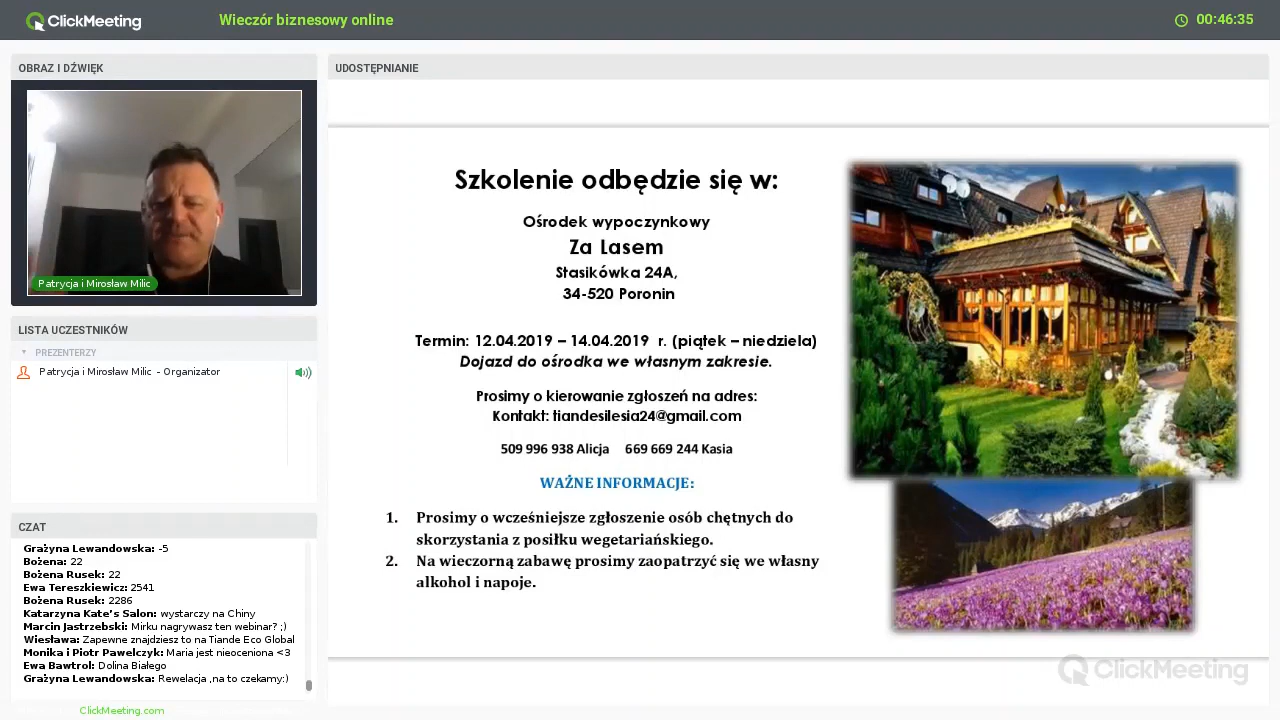 ClickMeeting
Wieczór biznesowy online
00:46:35
OBRAZ I DŹWIĘK
Patrycja i Mirosław Milic
LISTA UCZESTNIKÓW
PREZENTERZY
Patrycja i Mirosław Milic - Organizator
CZAT
Grażyna Lewandowska: -5
Bożena: 22
Bożena Rusek: 22
Ewa Tereszkiewicz: 2541
Bożena Rusek: 2286
Katarzyna Kate's Salon: wystarczy na Chiny
Marcin Jastrzebski: Mirku nagrywasz ten webinar? ;)
Wiesława: Zapewne znajdziesz to na Tiande Eco Global
Monika i Piotr Pawelczyk: Maria jest nieoceniona <3
Ewa Bawtrol: Dolina Białego
Grażyna Lewandowska: Rewelacja ,na to czekamy:)
ClickMeeting.com
UDOSTĘPNIANIE
Szkolenie odbędzie się w:
Ośrodek wypoczynkowy
Za Lasem
Stasikówka 24A,
34-520 Poronin
Termin: 12.04.2019 – 14.04.2019 r. (piątek – niedziela)
Dojazd do ośrodka we własnym zakresie.
Prosimy o kierowanie zgłoszeń na adres:
Kontakt: tiandesilesia24@gmail.com
509 996 938 Alicja 669 669 244 Kasia
WAŻNE INFORMACJE:
1. Prosimy o wcześniejsze zgłoszenie osób chętnych do
skorzystania z posiłku wegetariańskiego.
2. Na wieczorną zabawę prosimy zaopatrzyć się we własny
alkohol i napoje.
ClickMeeting